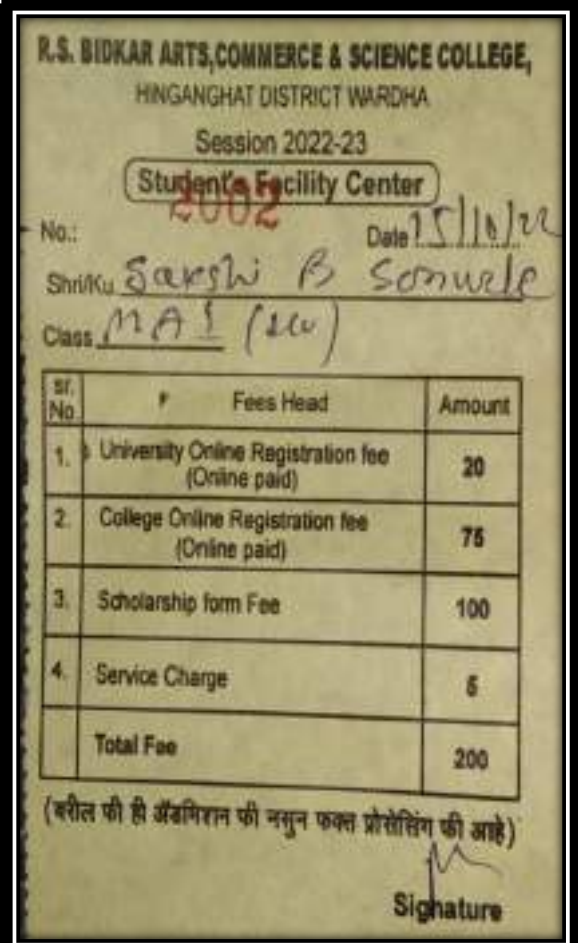 R.S. BIDKAR ARTS,COMMERCE & SCIENCE COLLEGE,
HINGANGHAT DISTRICT WARDHA
Session 2022-23
Student's Facility Center
No.: 2002 Date 15/10/22
Shri/Ku Sakshi B Sonurle
Class MA I
sr. No Fees Head Amount
1. University Online Registration fee (Online paid) 20
2. College Online Registration fee (Online paid) 75
3. Scholarship form Fee 100
4. Service Charge 5
Total Fee 200
(वरील फी ही ॲडमिशन फी नसुन फक्त प्रोसेसिंग फी आहे)
Signature